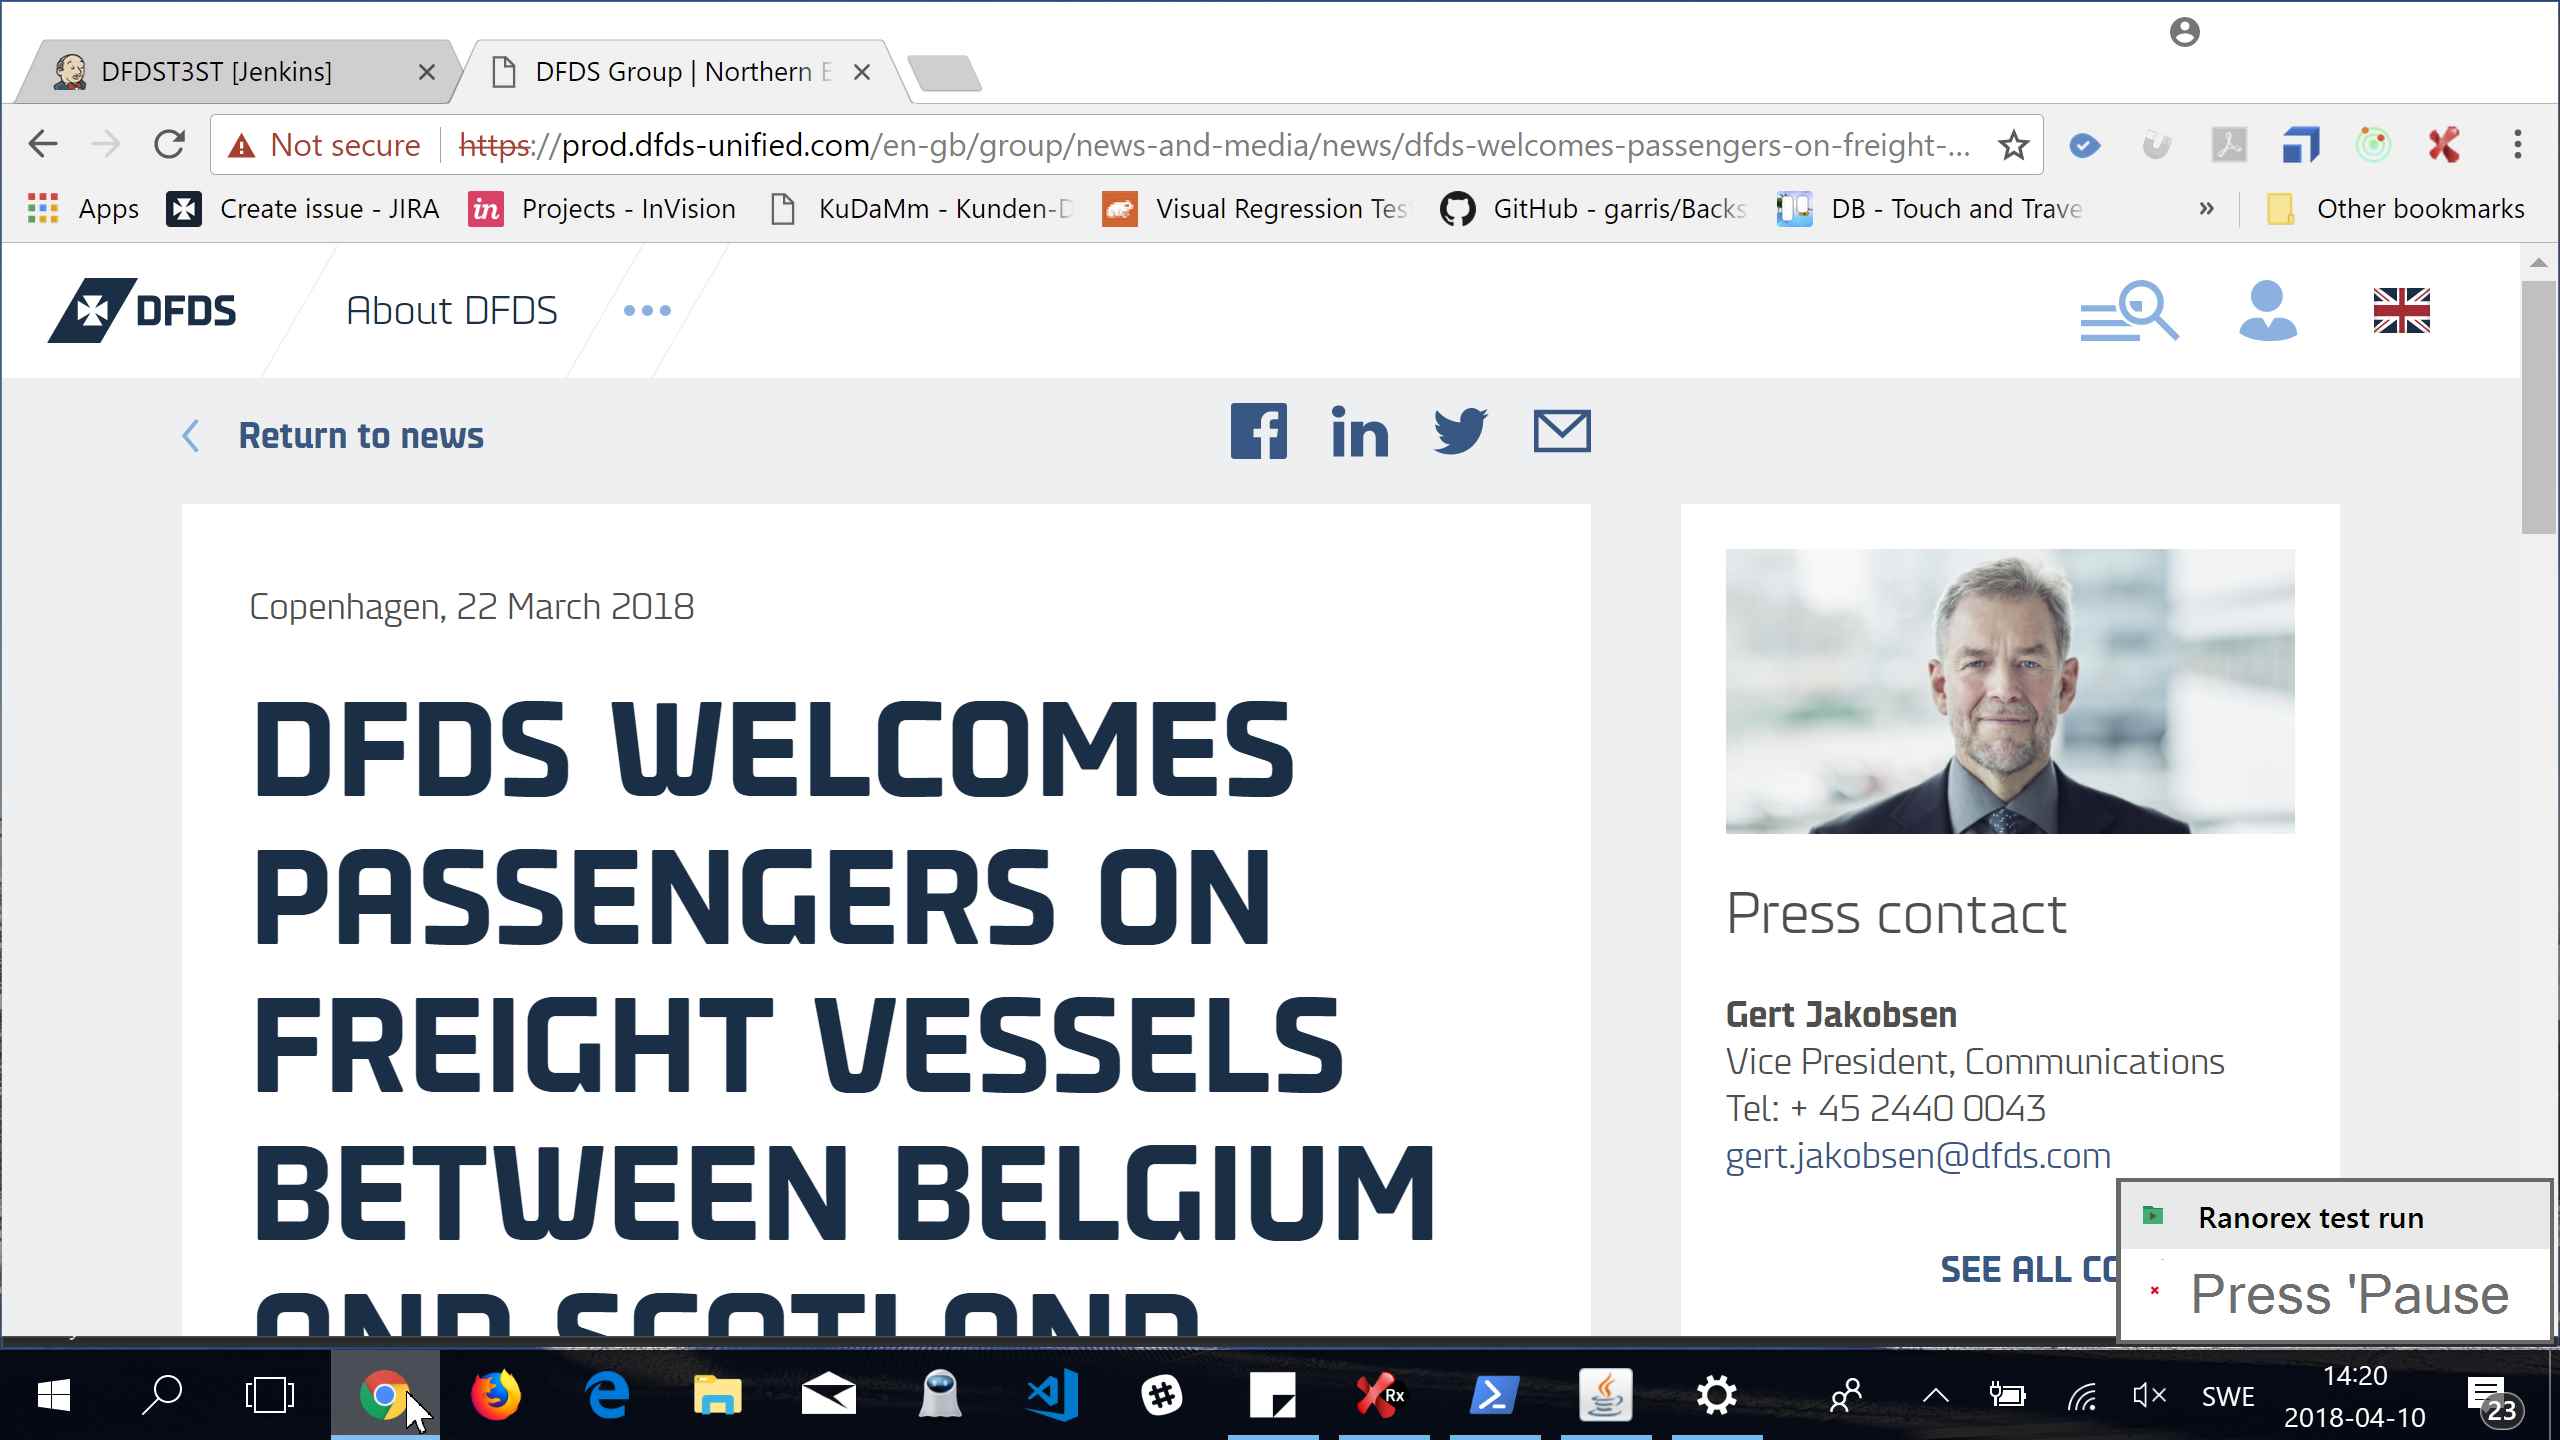 DFDST3ST [Jenkins]
DFDS Group | Northern E
Not secure
https://prod.dfds-unified.com/en-gb/group/news-and-media/news/dfds-welcomes-passengers-on-freight-...
Apps
Create issue - JIRA
in
Projects - InVision
KuDaMm - Kunden-D
Visual Regression Tes
GitHub - garris/Backs
DB - Touch and Trave
»
Other bookmarks
DFDS
About DFDS
Return to news
Copenhagen, 22 March 2018
DFDS WELCOMES
PASSENGERS ON
FREIGHT VESSELS
BETWEEN BELGIUM
AND SCOTLAND
Press contact
Gert Jakobsen
Vice President, Communications
Tel: + 45 2440 0043
gert.jakobsen@dfds.com
SEE ALL CO
Ranorex test run
Press 'Pause
Rx
SWE
14:20
2018-04-10
23